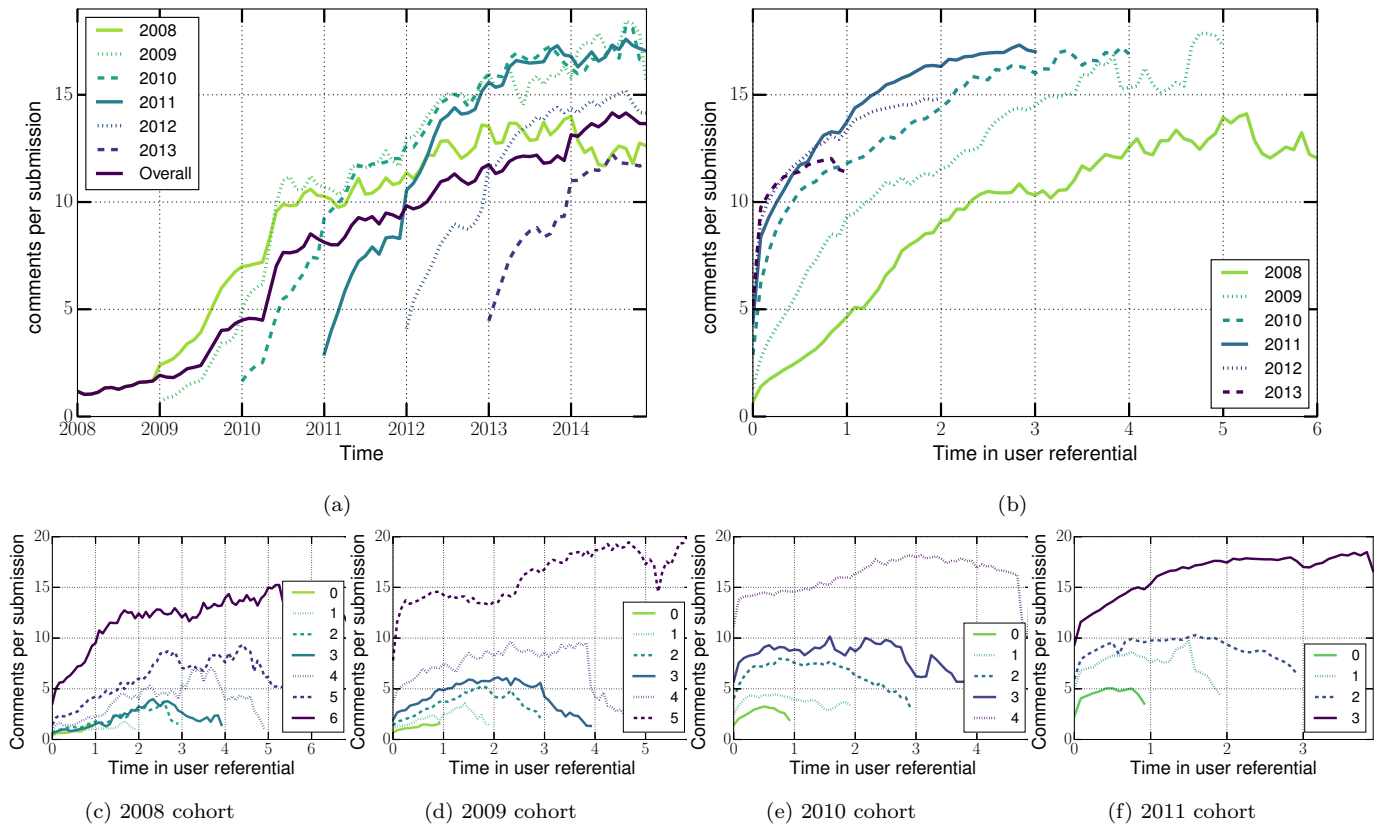 2008
2009
2010
2011
2012
2013
Overall
comments per submission
0
5
10
15
2008 2009 2010 2011 2012 2013 2014
Time
(a)
comments per submission
0
5
10
15
2008
2009
2010
2011
2012
2013
0 1 2 3 4 5 6
Time in user referential
(b)
Comments per submission
20
15
10
5
0
0
1
2
3
4
5
6
0 1 2 3 4 5 6
Time in user referential
(c) 2008 cohort
Comments per submission
20
15
10
5
0
0
1
2
3
4
5
0 1 2 3 4 5
Time in user referential
(d) 2009 cohort
Comments per submission
20
15
10
5
0
0
1
2
3
4
0 1 2 3 4
Time in user referential
(e) 2010 cohort
Comments per submission
20
15
10
5
0
0
1
2
3
0 1 2 3
Time in user referential
(f) 2011 cohort